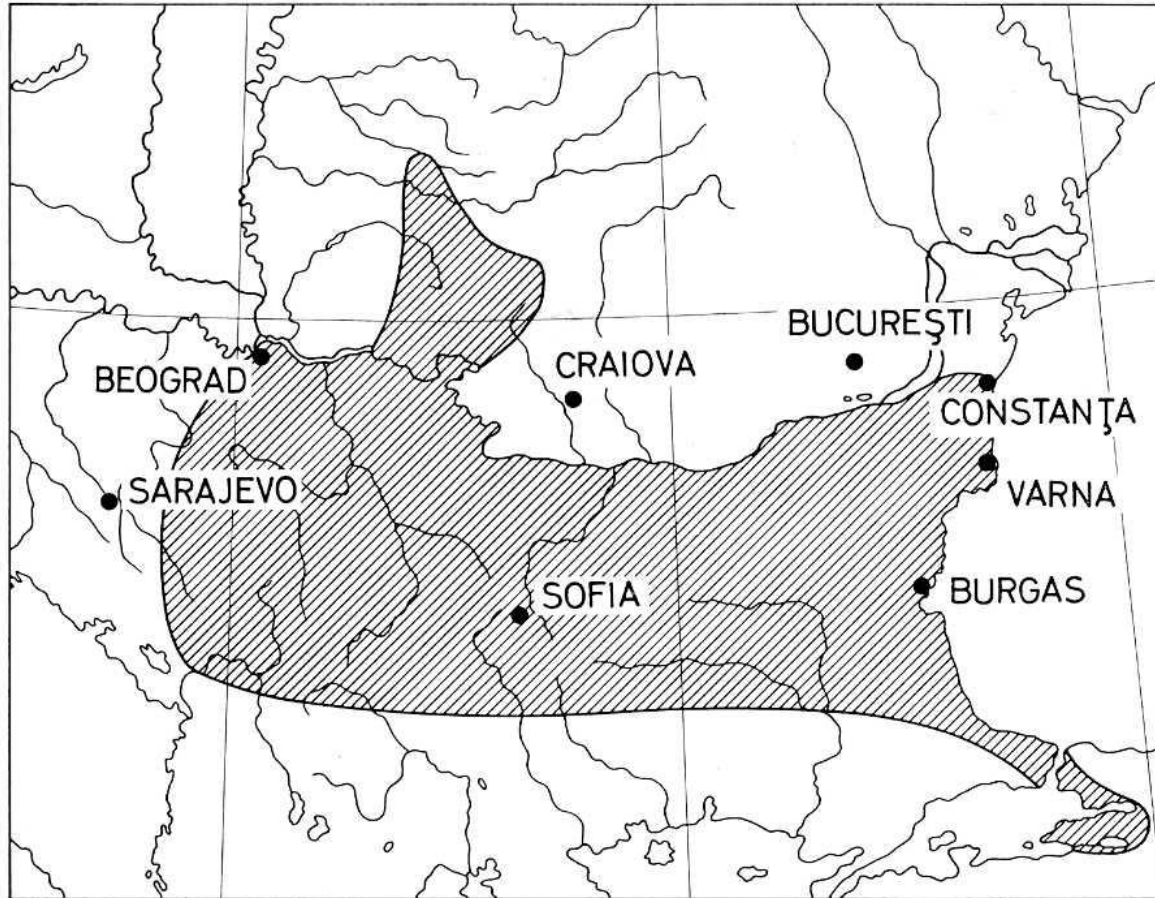 BUCUREŞTI
BEOGRAD
CRAIOVA
CONSTANŢA
SARAJEVO
VARNA
SOFIA
BURGAS